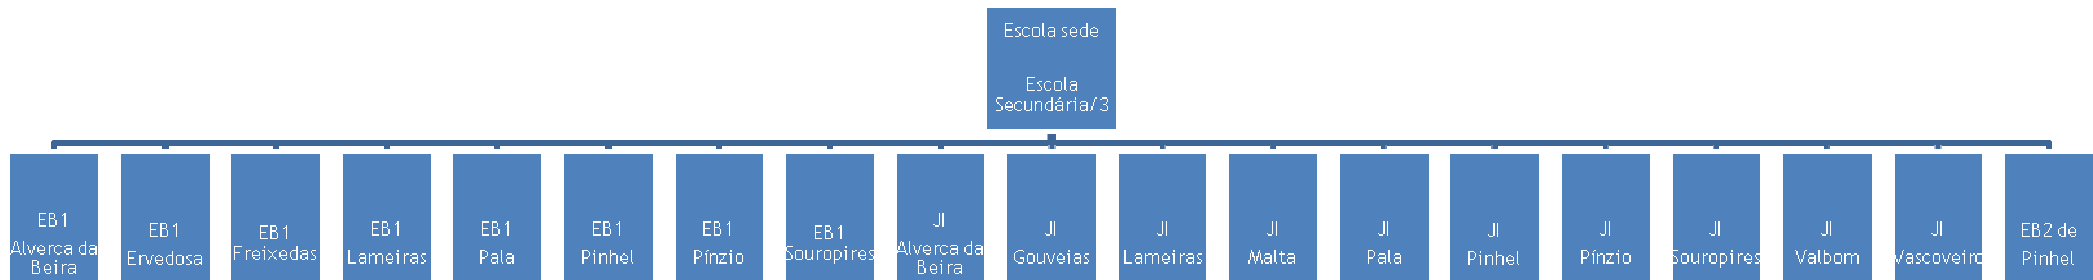 Escola sede
Escola
Secundária/3
EB1
Alverca da
Beira
EB1
Ervedosa
EB1
Freixedas
EB1
Lameiras
EB1
Pala
EB1
Pinhel
EB1
Pínzio
EB1
Souropires
JI
Alverca da
Beira
JI
Gouveias
JI
Lameiras
JI
Malta
JI
Pala
JI
Pinhel
JI
Pínzio
JI
Souropires
JI
Valbom
JI
Vascoveiro
EB2 de
Pinhel